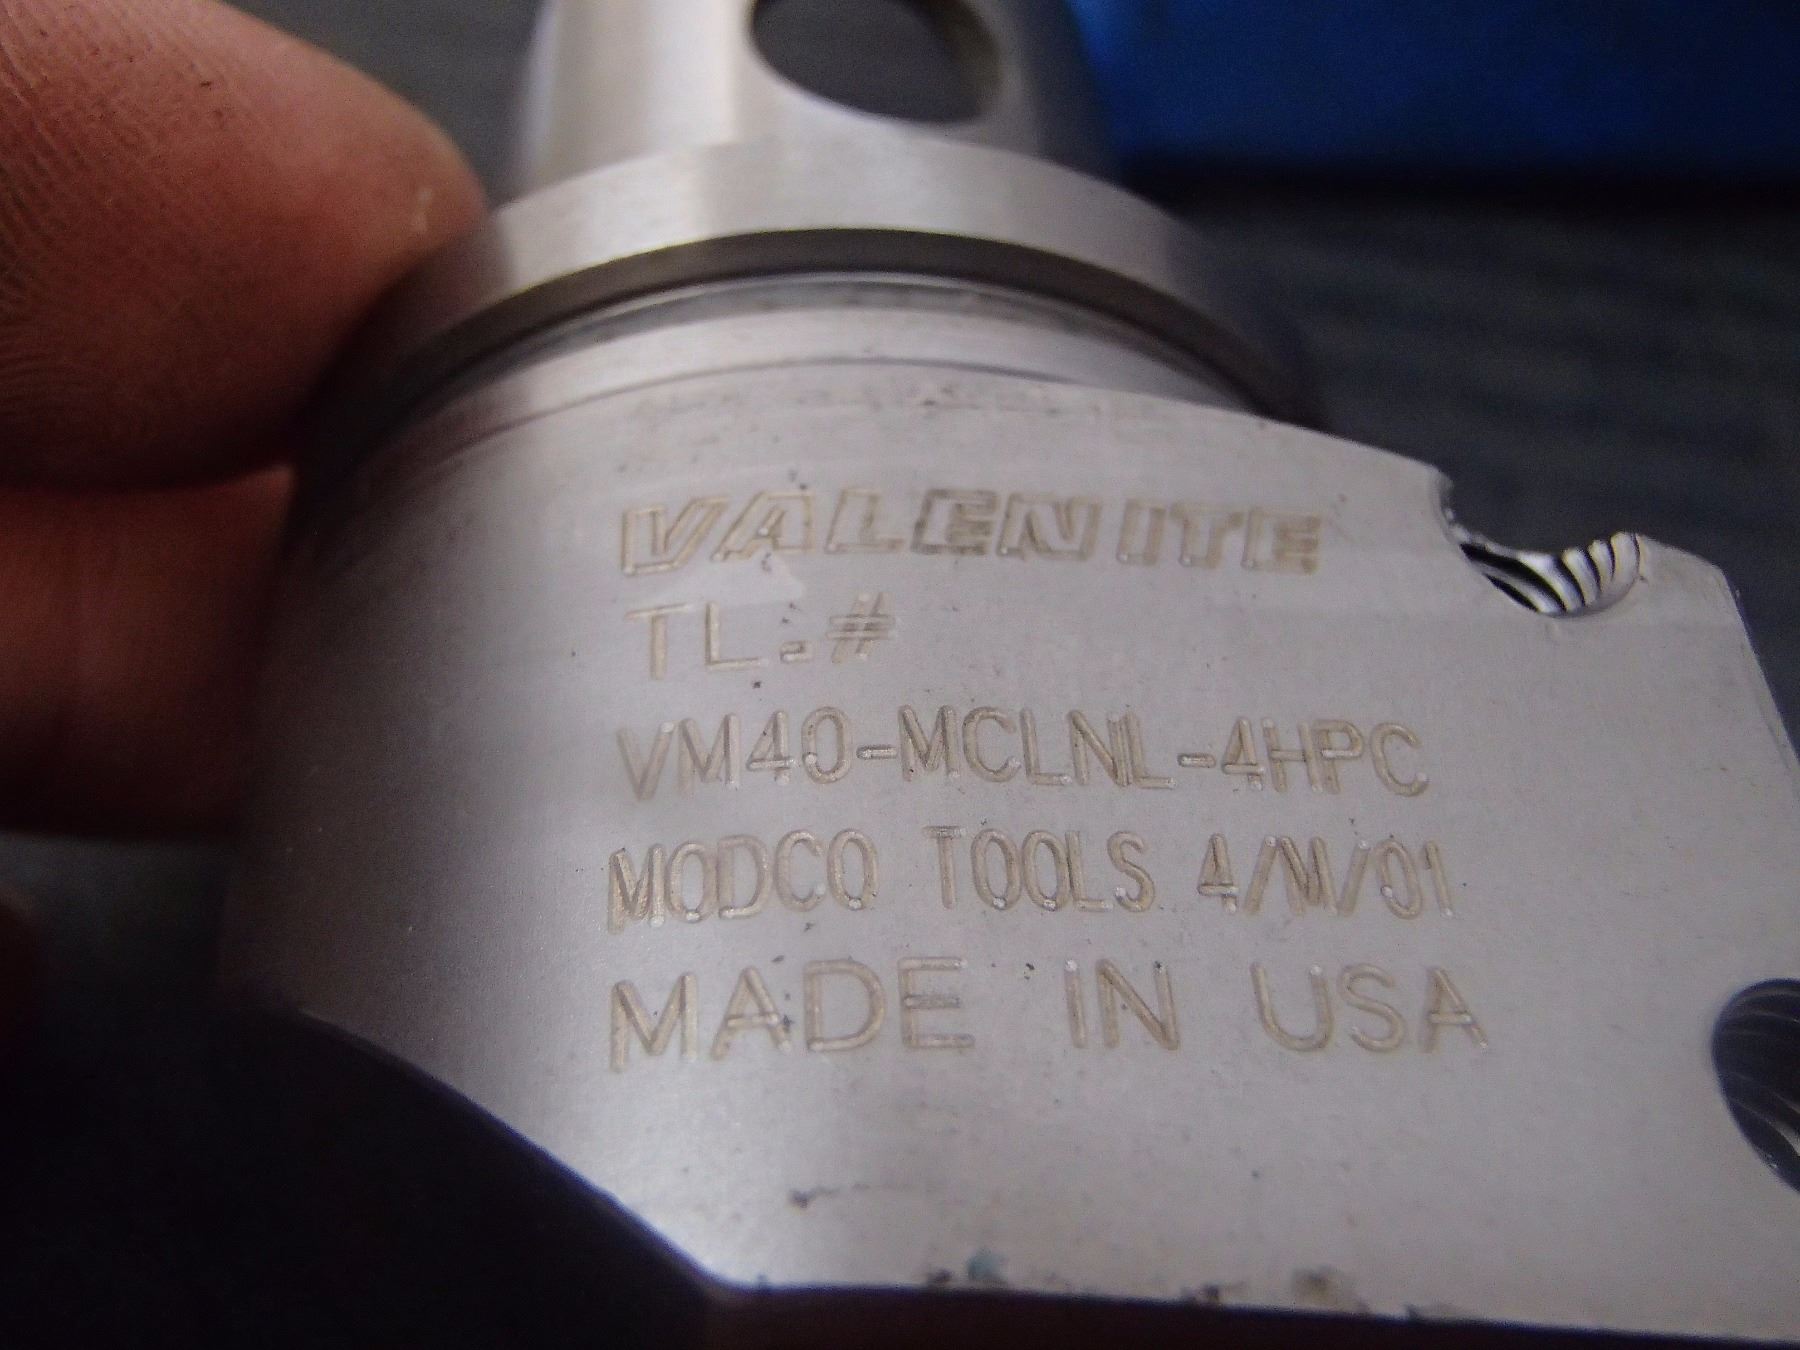 VALENITE
TL.#
VM40-MCLNL-4HPC
MODCO TOOLS 4/M/01
MADE IN USA